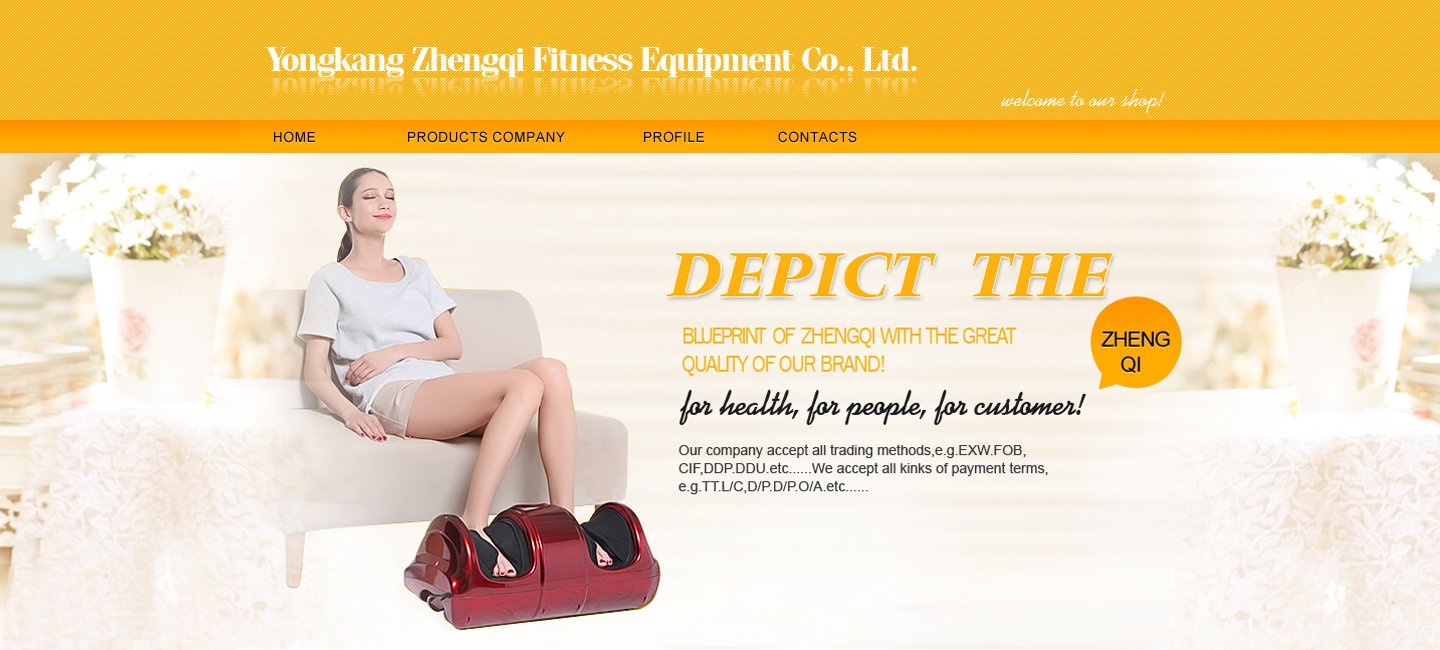 Yongkang Zhengqi Fitness Equipment Co., Ltd.
welcome to our shop!
HOME PRODUCTS COMPANY PROFILE CONTACTS
DEPICT THE
BLUEPRINT OF ZHENGQI WITH THE GREAT
QUALITY OF OUR BRAND!
ZHENG
QI
for health, for people, for customer!
Our company accept all trading methods,e.g.EXW.FOB,
CIF,DDP.DDU.etc......We accept all kinks of payment terms,
e.g.TT.L/C,D/P.D/P.O/A.etc......